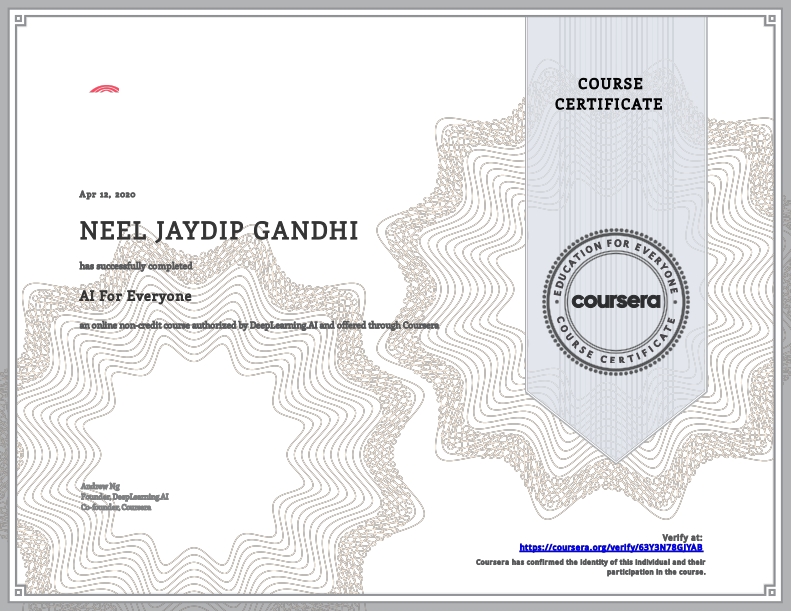 COURSE
CERTIFICATE
Apr 12, 2020
NEEL JAYDIP GANDHI
has successfully completed
AI For Everyone
an online non-credit course authorized by DeepLearning.AI and offered through Coursera
EDUCATION FOR EVERYONE
coursera
COURSE CERTIFICATE
Andrew Ng
Founder, DeepLearning.AI
Co-founder, Coursera
Verify at:
https://coursera.org/verify/63Y3N78GJYAB
Coursera has confirmed the identity of this individual and their
participation in the course.